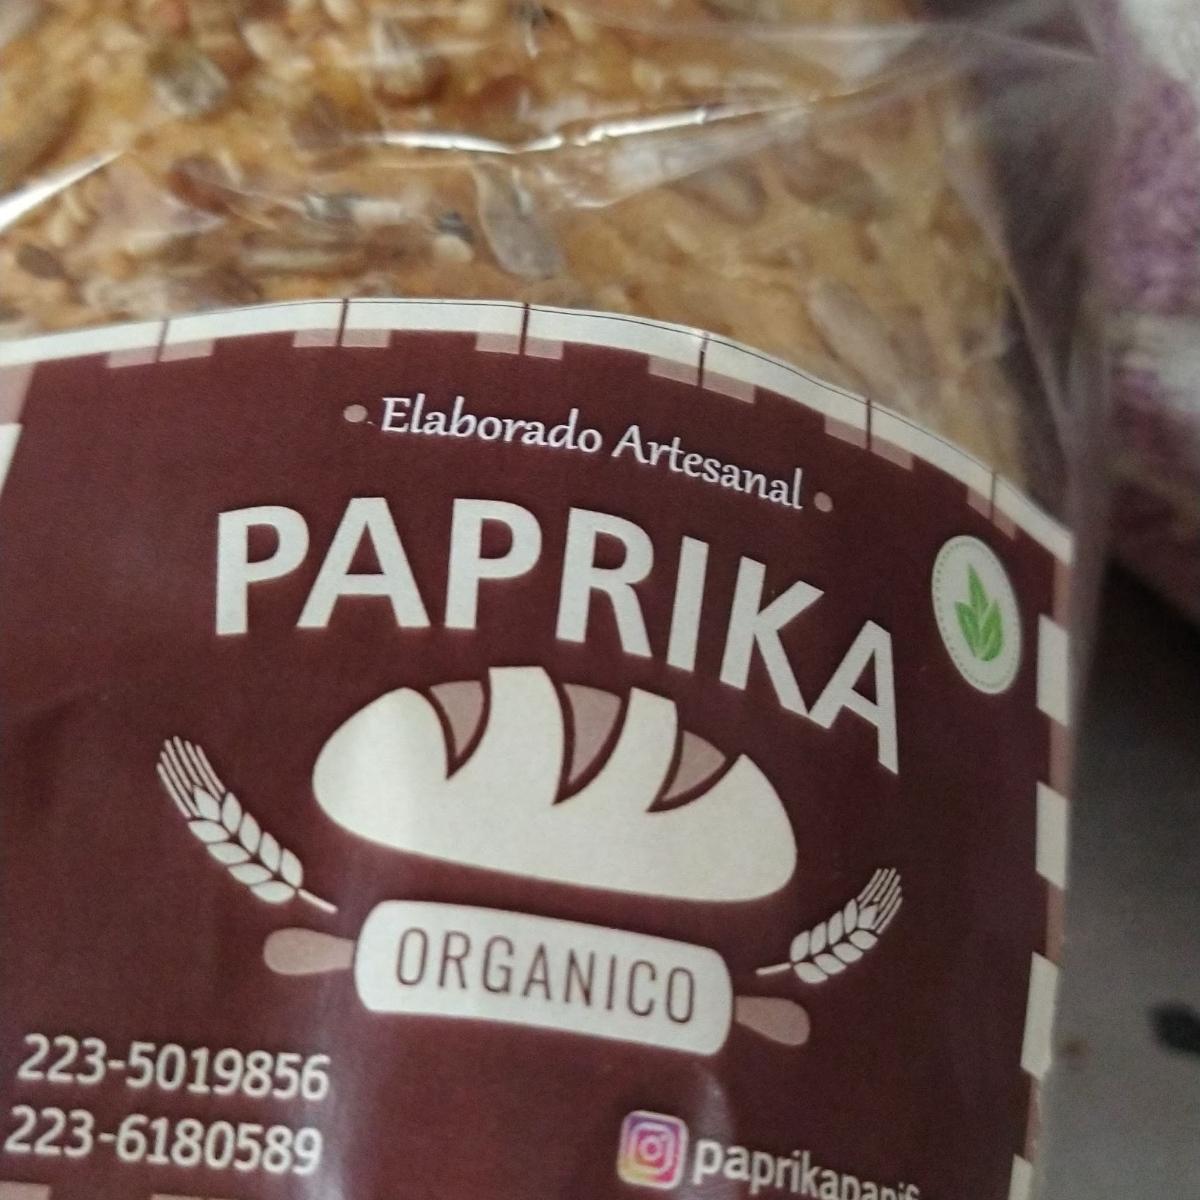 Elaborado Artesanal
PAPRIKA
ORGANICO
223-5019856
223-6180589